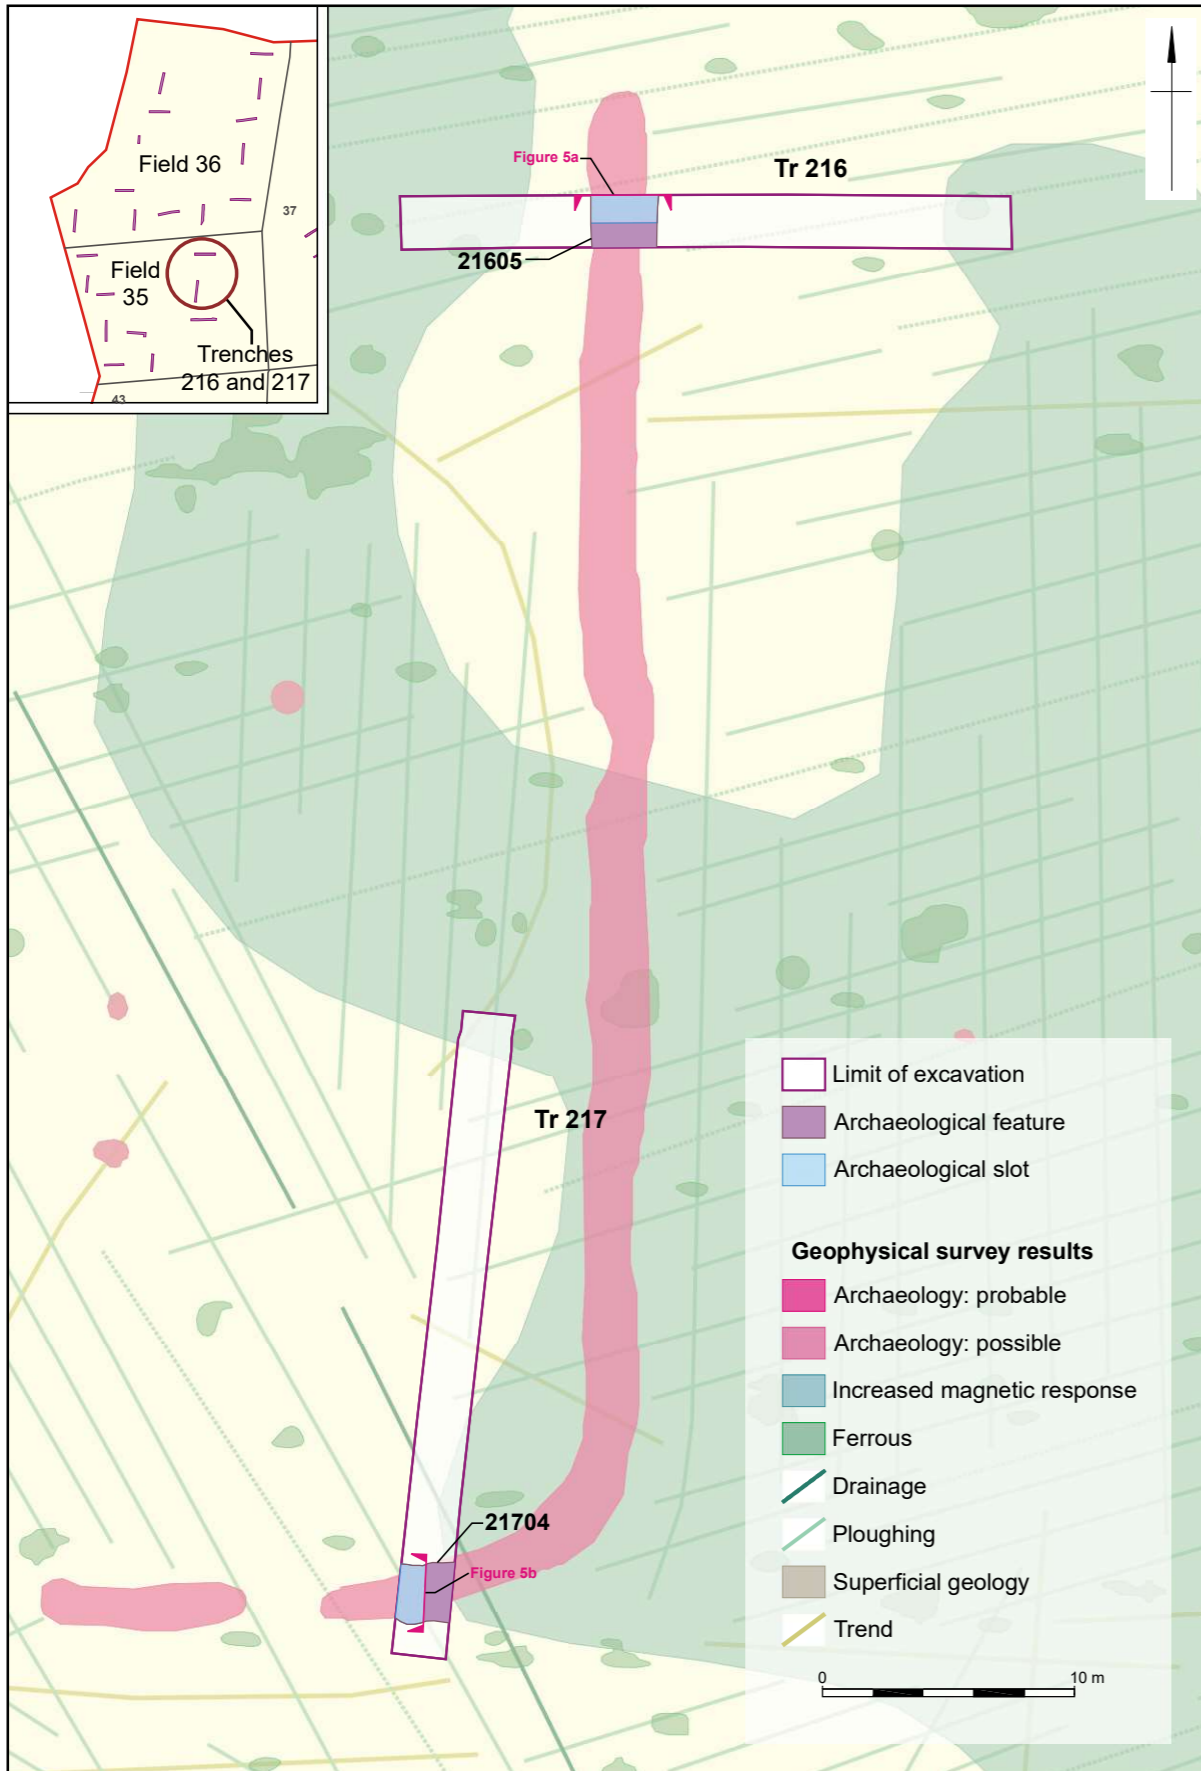 Field 36
37
Field
35
Trenches
216 and 217
43
Figure 5a
Tr 216
21605
Tr 217
21704
Figure 5b
Limit of excavation
Archaeological feature
Archaeological slot
Geophysical survey results
Archaeology: probable
Archaeology: possible
Increased magnetic response
Ferrous
Drainage
Ploughing
Superficial geology
Trend
0 10 m